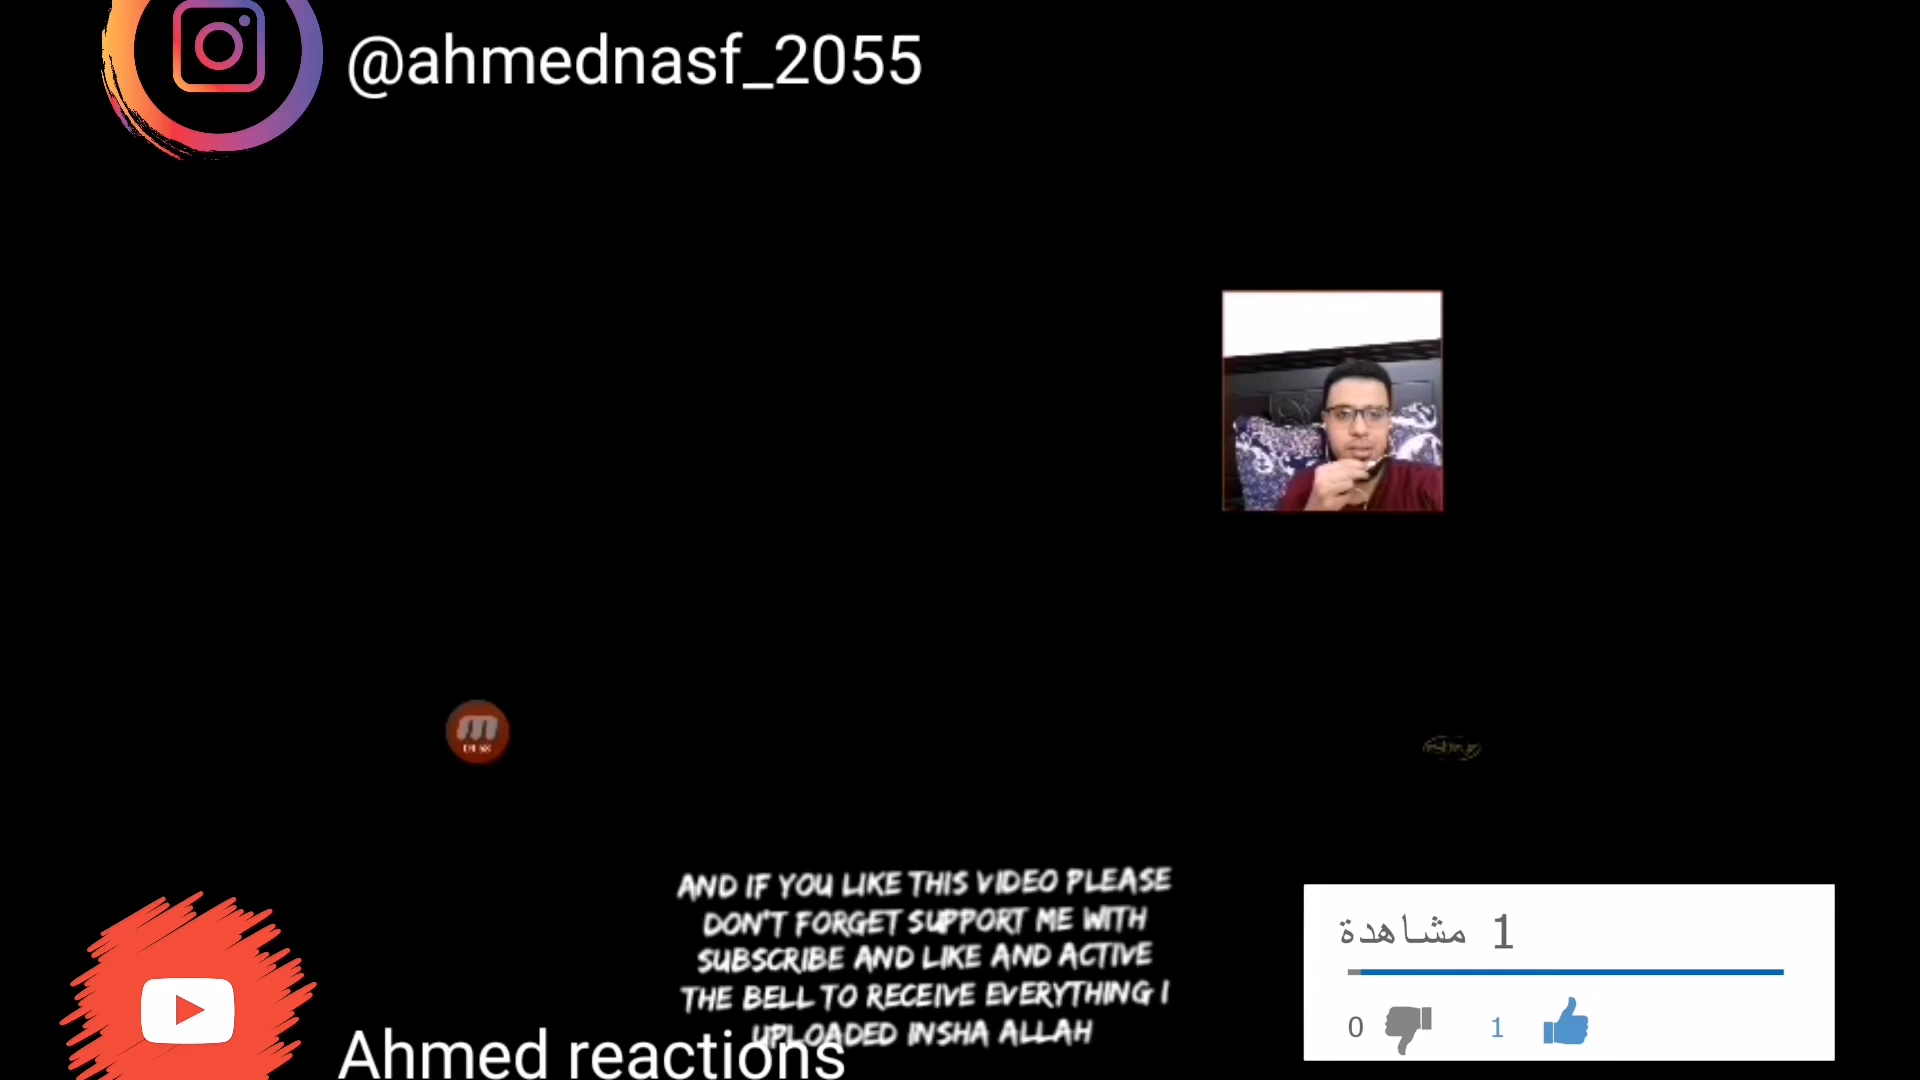 @ahmednasf_2055
AND IF YOU LIKE THIS VIDEO PLEASE
DON'T FORGET SUPPORT ME WITH
SUBSCRIBE AND LIKE AND ACTIVE
THE BELL TO RECEIVE EVERYTHING I
UPLOADED INSHA ALLAH
Ahmed reactions
1 مشاهدة
0
1